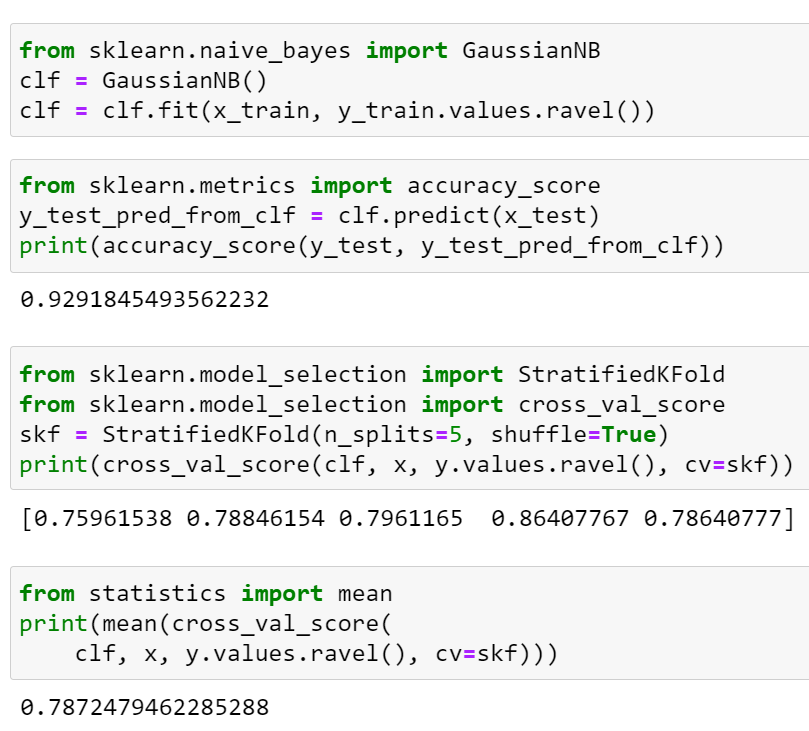 from sklearn.naive_bayes import GaussianNB
clf = GaussianNB()
clf = clf.fit(x_train, y_train.values.ravel())
from sklearn.metrics import accuracy_score
y_test_pred_from_clf = clf.predict(x_test)
print(accuracy_score(y_test, y_test_pred_from_clf))
0.9291845493562232
from sklearn.model_selection import StratifiedKFold
from sklearn.model_selection import cross_val_score
skf = StratifiedKFold(n_splits=5, shuffle=True)
print(cross_val_score(clf, x, y.values.ravel(), cv=skf))
[0.75961538 0.78846154 0.7961165  0.86407767 0.78640777]
from statistics import mean
print(mean(cross_val_score(
    clf, x, y.values.ravel(), cv=skf)))
0.7872479462285288